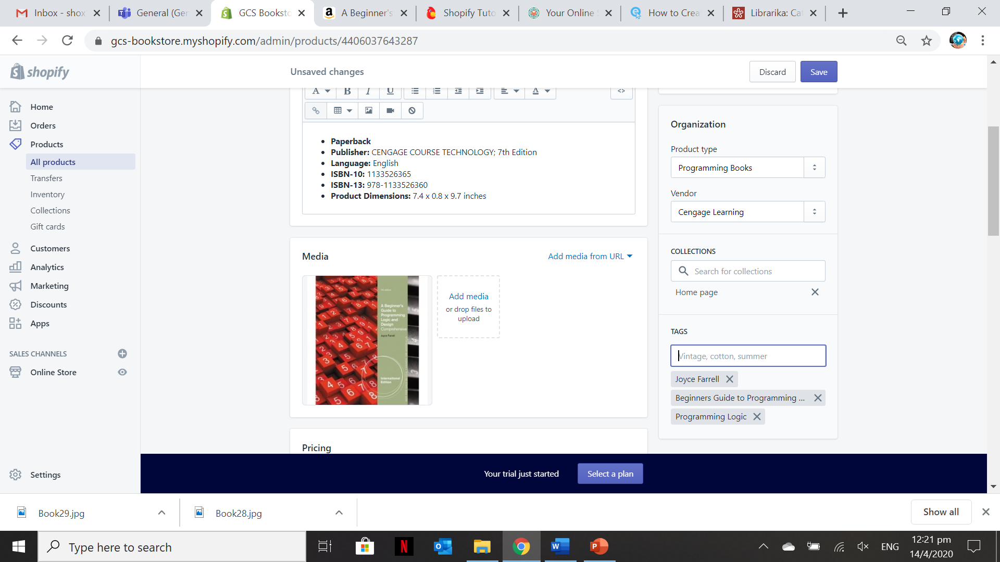 Inbox - shox
General (Ger
GCS Booksto
A Beginner's
Shopify Tuto
Your Online S
How to Crea
Librarika: Ca
gcs-bookstore.myshopify.com/admin/products/4406037643287
shopify
Unsaved changes
Discard
Save
Home
Orders
Products
All products
Transfers
Inventory
Collections
Gift cards
Customers
Analytics
Marketing
Discounts
Apps
SALES CHANNELS
Online Store
Settings
A B I U A <>
Paperback
Publisher: CENGAGE COURSE TECHNOLOGY; 7th Edition
Language: English
ISBN-10: 1133526365
ISBN-13: 978-1133526360
Product Dimensions: 7.4 x 0.8 x 9.7 inches
Media
Add media from URL
A Beginner's
Guide to
Programming
Logic and
Design
Comprehensive
Joyce Farrell
International
Edition
Add media
or drop files to
upload
Pricing
Organization
Product type
Programming Books
Vendor
Cengage Learning
COLLECTIONS
Search for collections
Home page
TAGS
Vintage, cotton, summer
Joyce Farrell
Beginners Guide to Programming ...
Programming Logic
Your trial just started
Select a plan
Book29.jpg
Book28.jpg
Show all
Type here to search
ENG
12:21 pm
14/4/2020